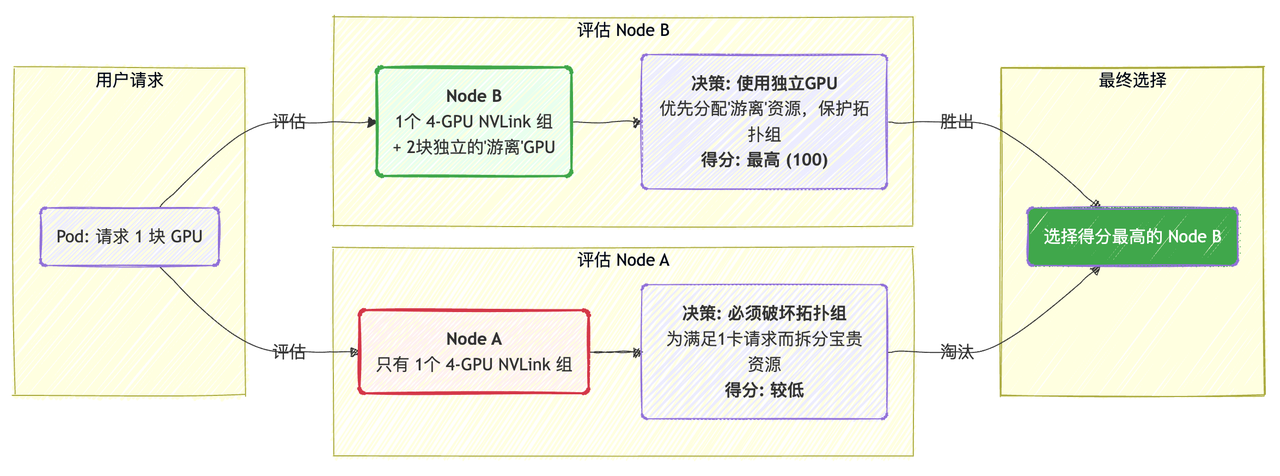 用户请求
Pod: 请求 1 块 GPU
评估
评估
评估 Node B
Node B
1个 4-GPU NVLink 组
+ 2块独立的'游离'GPU
决策: 使用独立GPU
优先分配'游离'资源，保护拓
扑组
得分: 最高 (100)
胜出
评估 Node A
Node A
只有 1个 4-GPU NVLink 组
决策: 必须破坏拓扑组
为满足1卡请求而拆分宝贵
资源
得分: 较低
淘汰
最终选择
选择得分最高的 Node B